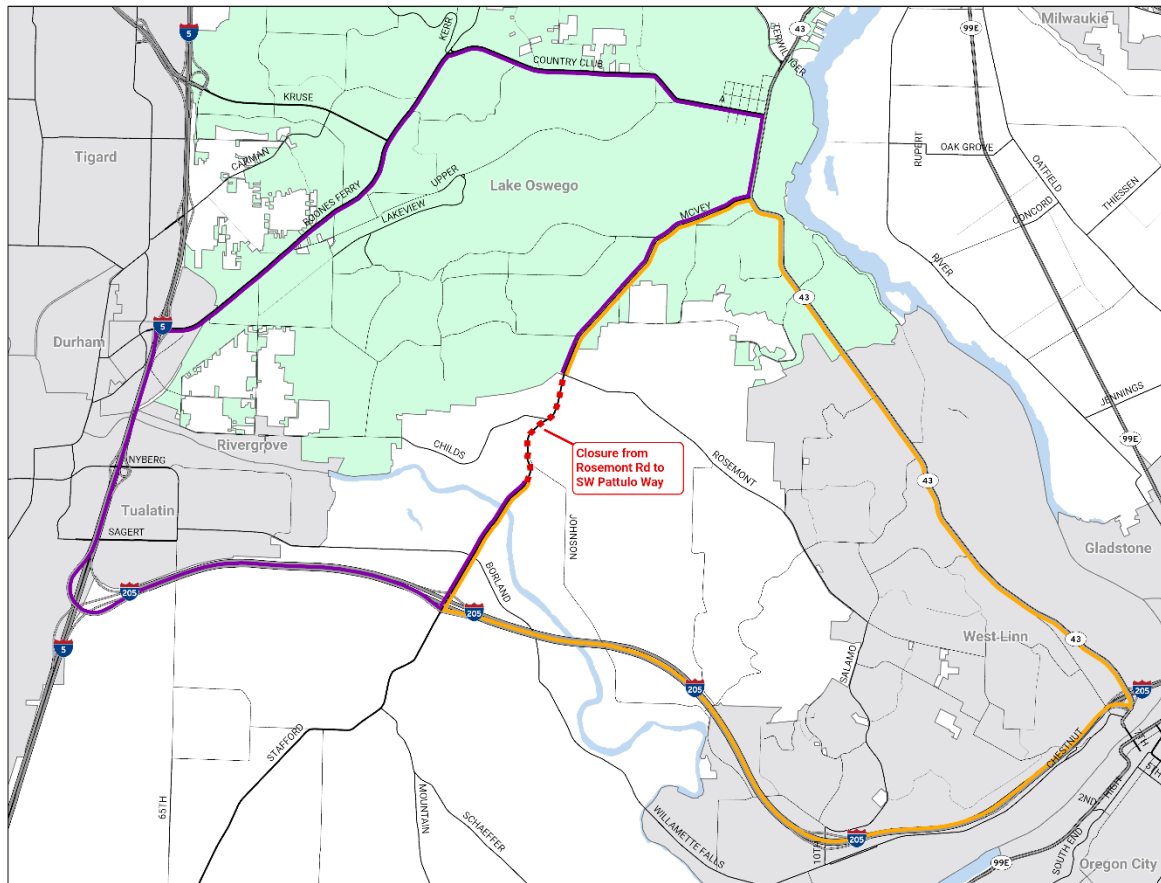 5
43
99E
Milwaukie
KERR
TERWILLIGER
COUNTRY CLUB
KRUSE
A
Tigard
CARMAN
RUPERT
OAK GROVE
OATFIELD
THIESSEN
UPPER
Lake Oswego
BOONES FERRY
LAKEVIEW
CONCORD
MCVEY
RIVER
43
5
Durham
JENNINGS
99E
Rivergrove
CHILDS
Closure from
Rosemont Rd to
SW Pattulo Way
ROSEMONT
NYBERG
43
Tualatin
SAGERT
JOHNSON
Gladstone
BORLAND
205
205
5
West Linn
43
SALAMO
205
205
STAFFORD
CHESTNUT
7TH
5TH
HIGH
2ND
65TH
MOUNTAIN
SCHAEFFER
WILLAMETTE FALLS
10TH
205
SOUTH END
99E
Oregon City